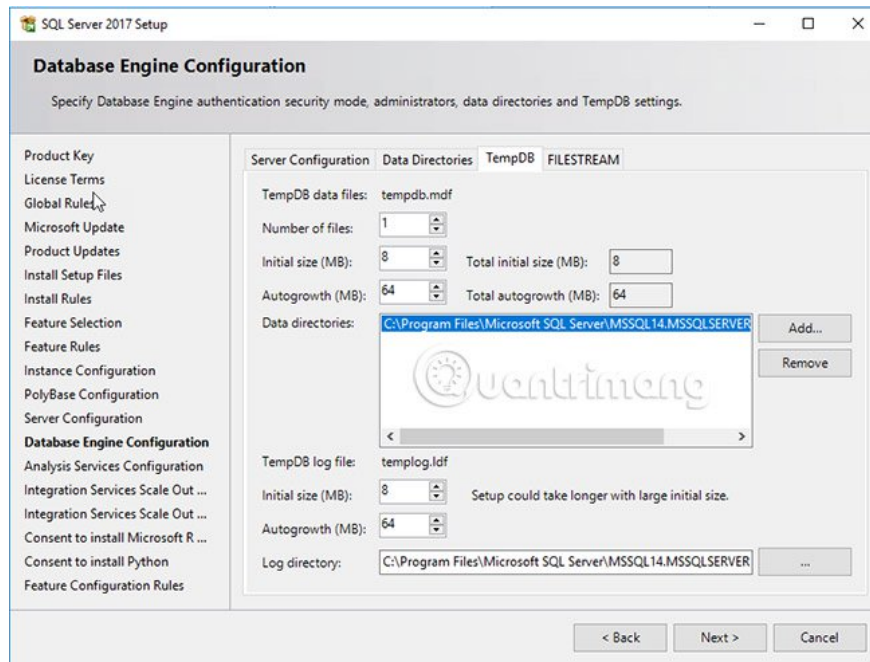 SQL Server 2017 Setup
Database Engine Configuration
Specify Database Engine authentication security mode, administrators, data directories and TempDB settings.
Product Key
License Terms
Global Rules
Microsoft Update
Product Updates
Install Setup Files
Install Rules
Feature Selection
Feature Rules
Instance Configuration
PolyBase Configuration
Server Configuration
Database Engine Configuration
Analysis Services Configuration
Integration Services Scale Out ...
Integration Services Scale Out ...
Consent to install Microsoft R ...
Consent to install Python
Feature Configuration Rules
Server Configuration Data Directories TempDB FILESTREAM
TempDB data files: tempdb.mdf
Number of files: 1
Initial size (MB): 8 Total initial size (MB): 8
Autogrowth (MB): 64 Total autogrowth (MB): 64
Data directories: C:\Program Files\Microsoft SQL Server\MSSQL14.MSSQLSERVER Add...
Remove
Quantrimang
TempDB log file: templog.ldf
Initial size (MB): 8 Setup could take longer with large initial size.
Autogrowth (MB): 64
Log directory: C:\Program Files\Microsoft SQL Server\MSSQL14.MSSQLSERVER ...
< Back Next > Cancel